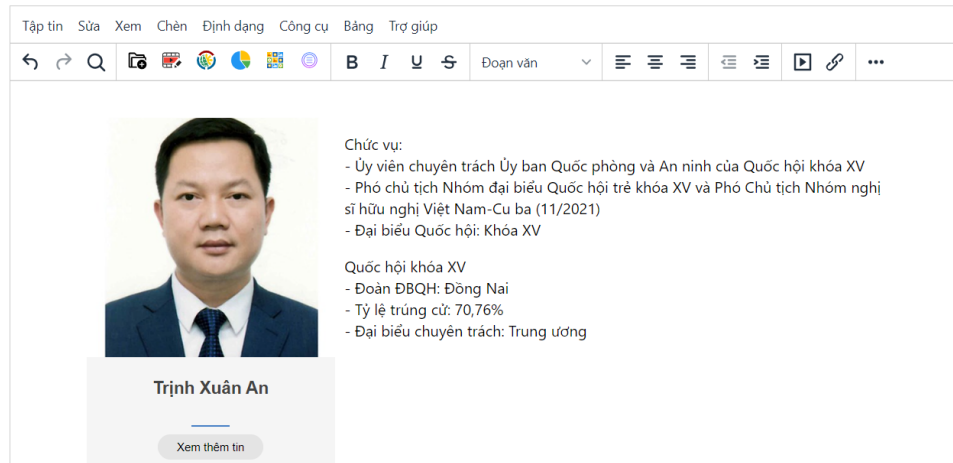 Tập tin Sửa Xem Chèn Định dạng Công cụ Bảng Trợ giúp
B I U S Đoạn văn
Chức vụ:
- Ủy viên chuyên trách Ủy ban Quốc phòng và An ninh của Quốc hội khóa XV
- Phó chủ tịch Nhóm đại biểu Quốc hội trẻ khóa XV và Phó Chủ tịch Nhóm nghị
sĩ hữu nghị Việt Nam-Cu ba (11/2021)
- Đại biểu Quốc hội: Khóa XV
Quốc hội khóa XV
- Đoàn ĐBQH: Đồng Nai
- Tỷ lệ trúng cử: 70,76%
- Đại biểu chuyên trách: Trung ương
Trịnh Xuân An
Xem thêm tin